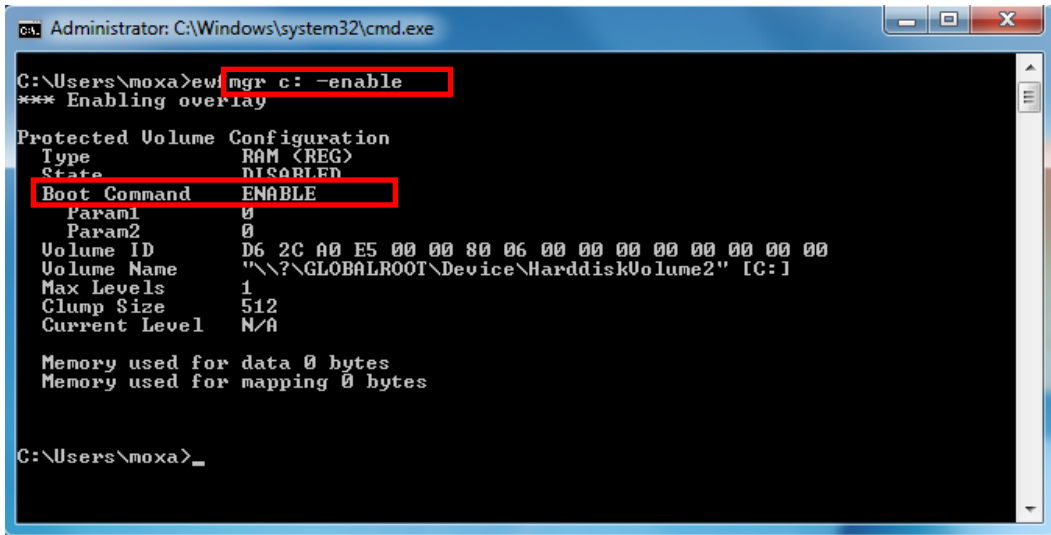 Administrator: C:\Windows\system32\cmd.exe
C:\Users\moxa>ewfmgr c: -enable
*** Enabling overlay
Protected Volume Configuration
Type RAM (REG)
State DISABLED
Boot Command ENABLE
Param1 0
Param2 0
Volume ID D6 2C A0 E5 00 00 80 06 00 00 00 00 00 00 00 00
Volume Name "\\?\GLOBALROOT\Device\HarddiskVolume2" [C:]
Max Levels 1
Clump Size 512
Current Level N/A
Memory used for data 0 bytes
Memory used for mapping 0 bytes
C:\Users\moxa>_